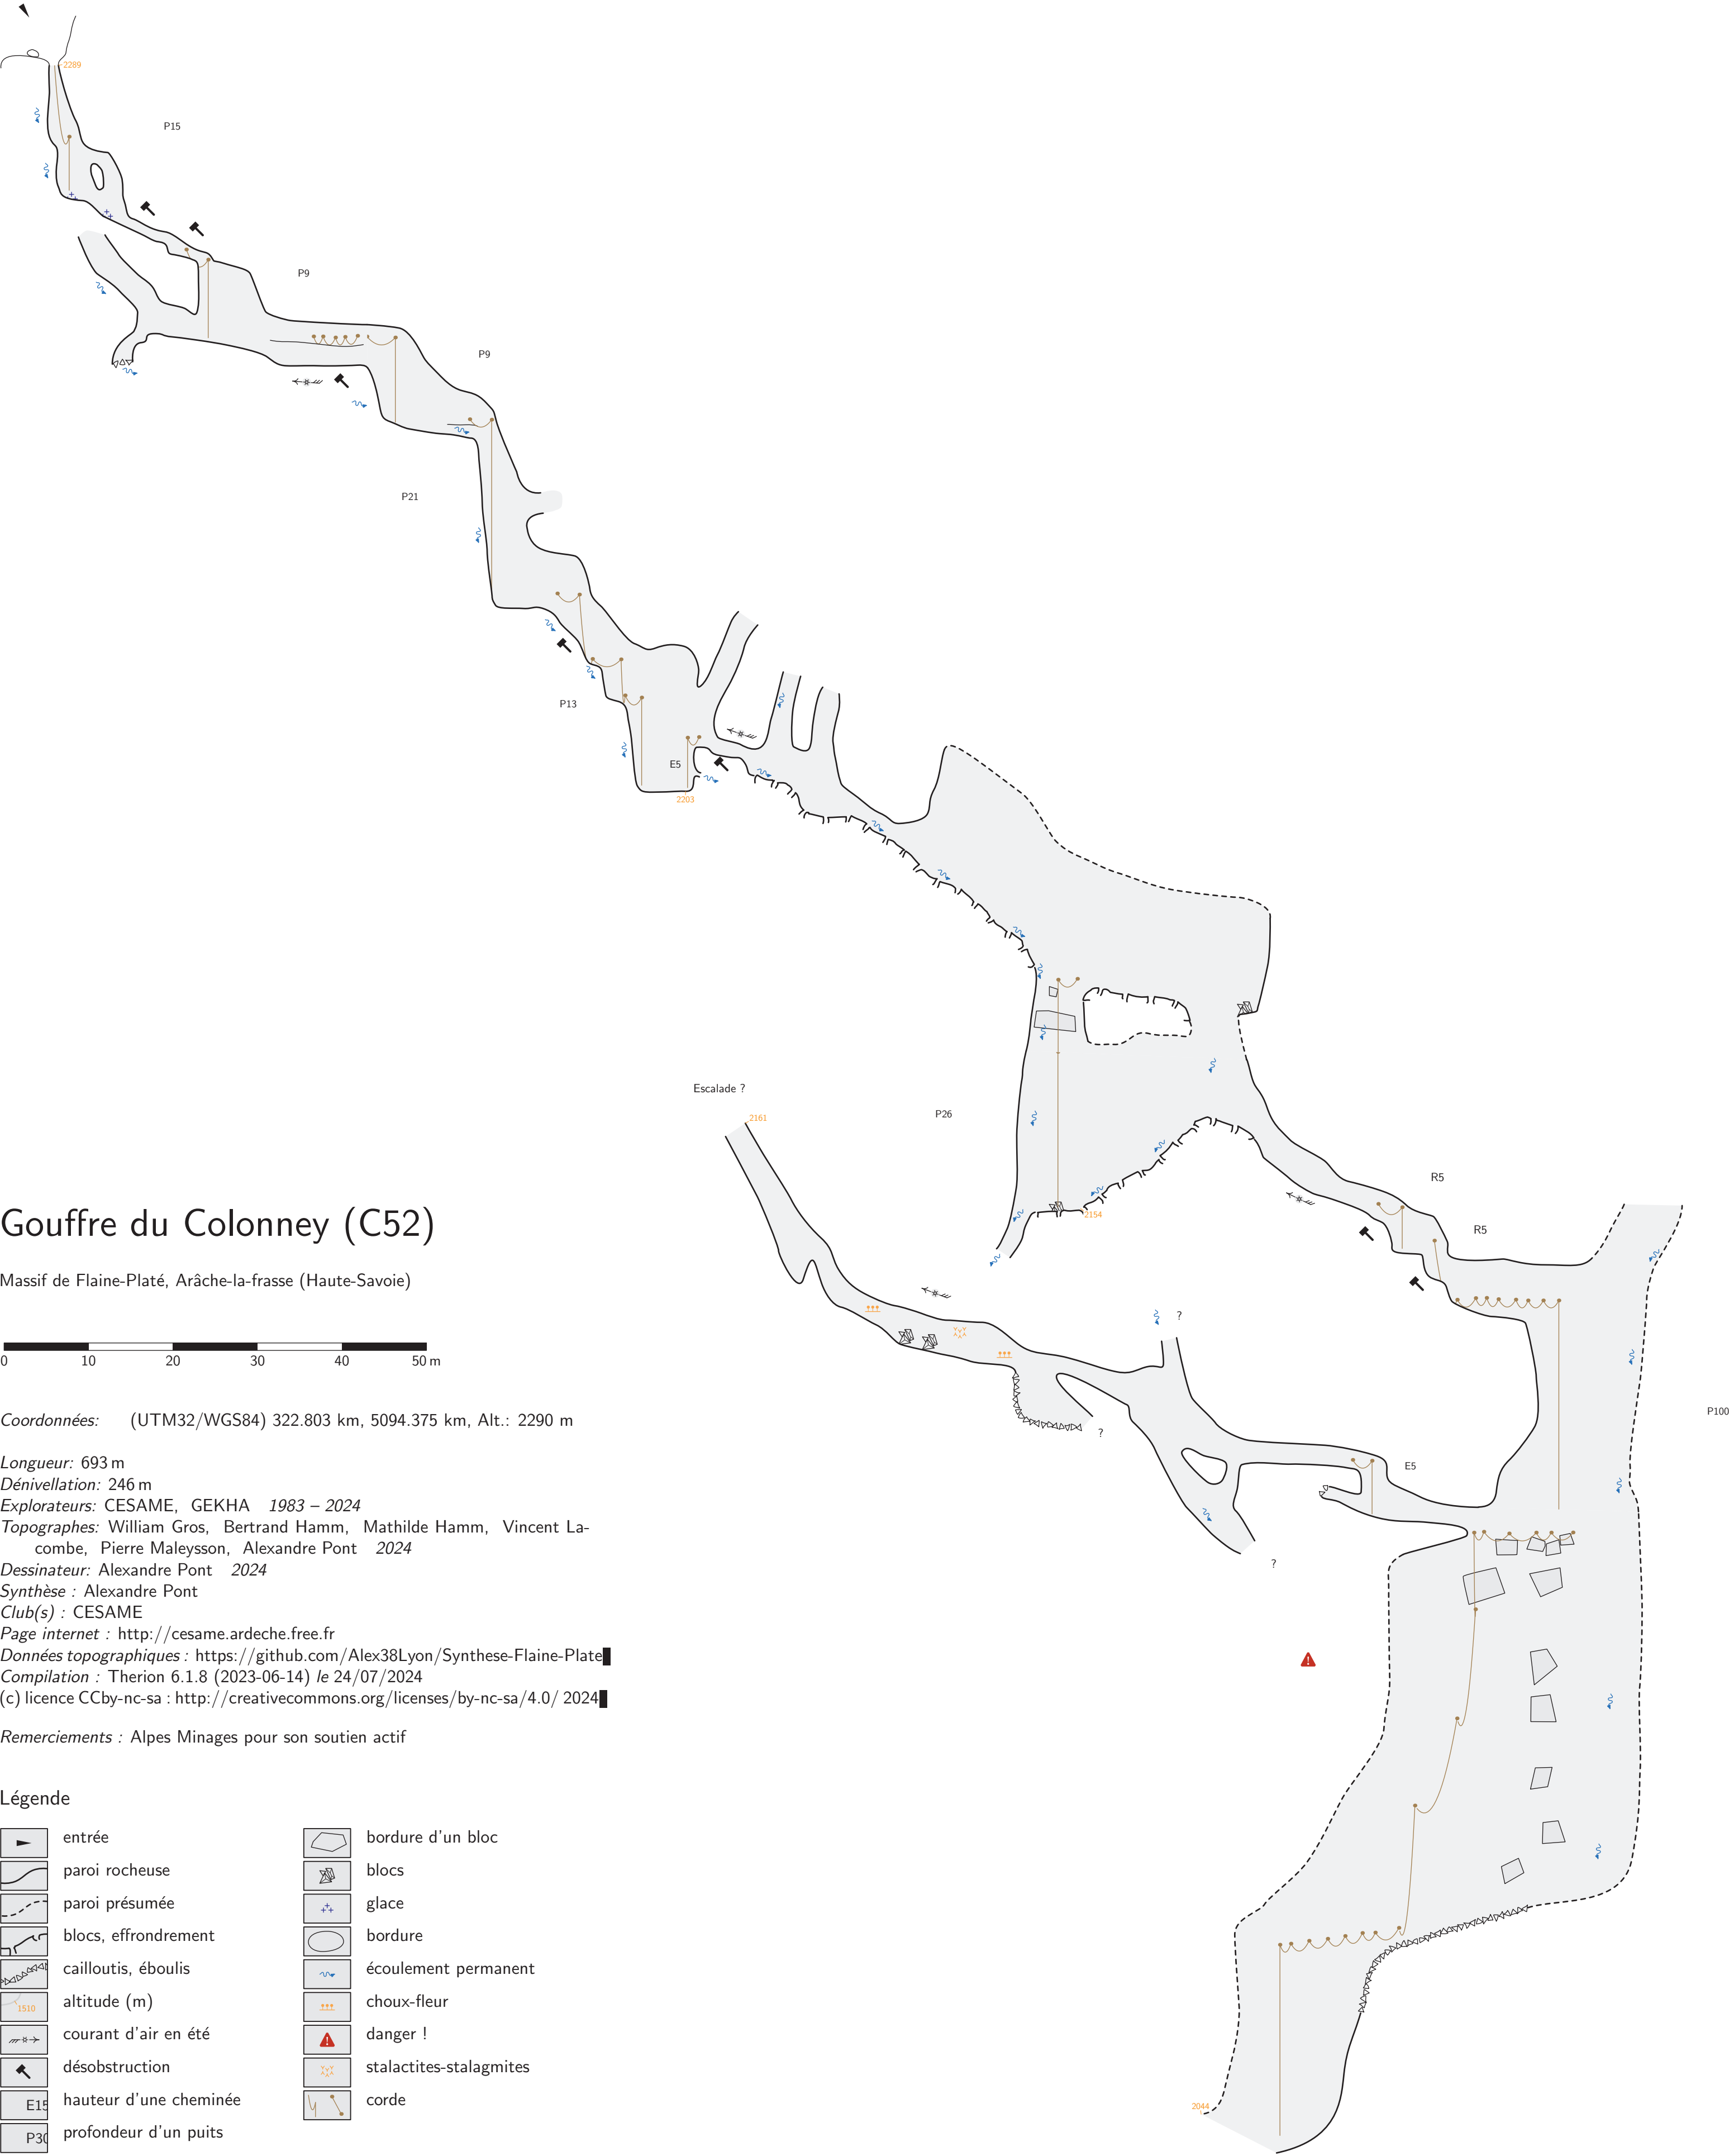 2289
P15
P9
P9
P21
P13
E5
2203
Escalade ?
2161
P26
2154
R5
R5
?
P100
?
E5
?
2044
Gouffre du Colonney (C52)
Massif de Flaine-Platé, Arâche-la-frasse (Haute-Savoie)
0 10 20 30 40 50 m
Coordonnées: (UTM32/WGS84) 322.803 km, 5094.375 km, Alt.: 2290 m
Longueur: 693 m
Dénivellation: 246 m
Explorateurs: CESAME, GEKHA 1983 – 2024
Topographes: William Gros, Bertrand Hamm, Mathilde Hamm, Vincent La-
combe, Pierre Maleysson, Alexandre Pont 2024
Dessinateur: Alexandre Pont 2024
Synthèse : Alexandre Pont
Club(s) : CESAME
Page internet : http://cesame.ardeche.free.fr
Données topographiques : https://github.com/Alex38Lyon/Synthese-Flaine-Plate
Compilation : Therion 6.1.8 (2023-06-14) le 24/07/2024
(c) licence CCby-nc-sa : http://creativecommons.org/licenses/by-nc-sa/4.0/ 2024
Remerciements : Alpes Minages pour son soutien actif
Légende
entrée
paroi rocheuse
paroi présumée
blocs, effrondrement
cailloutis, éboulis
1510 altitude (m)
courant d'air en été
désobstruction
E15 hauteur d'une cheminée
P30 profondeur d'un puits
bordure d'un bloc
blocs
glace
bordure
écoulement permanent
choux-fleur
danger !
stalactites-stalagmites
corde